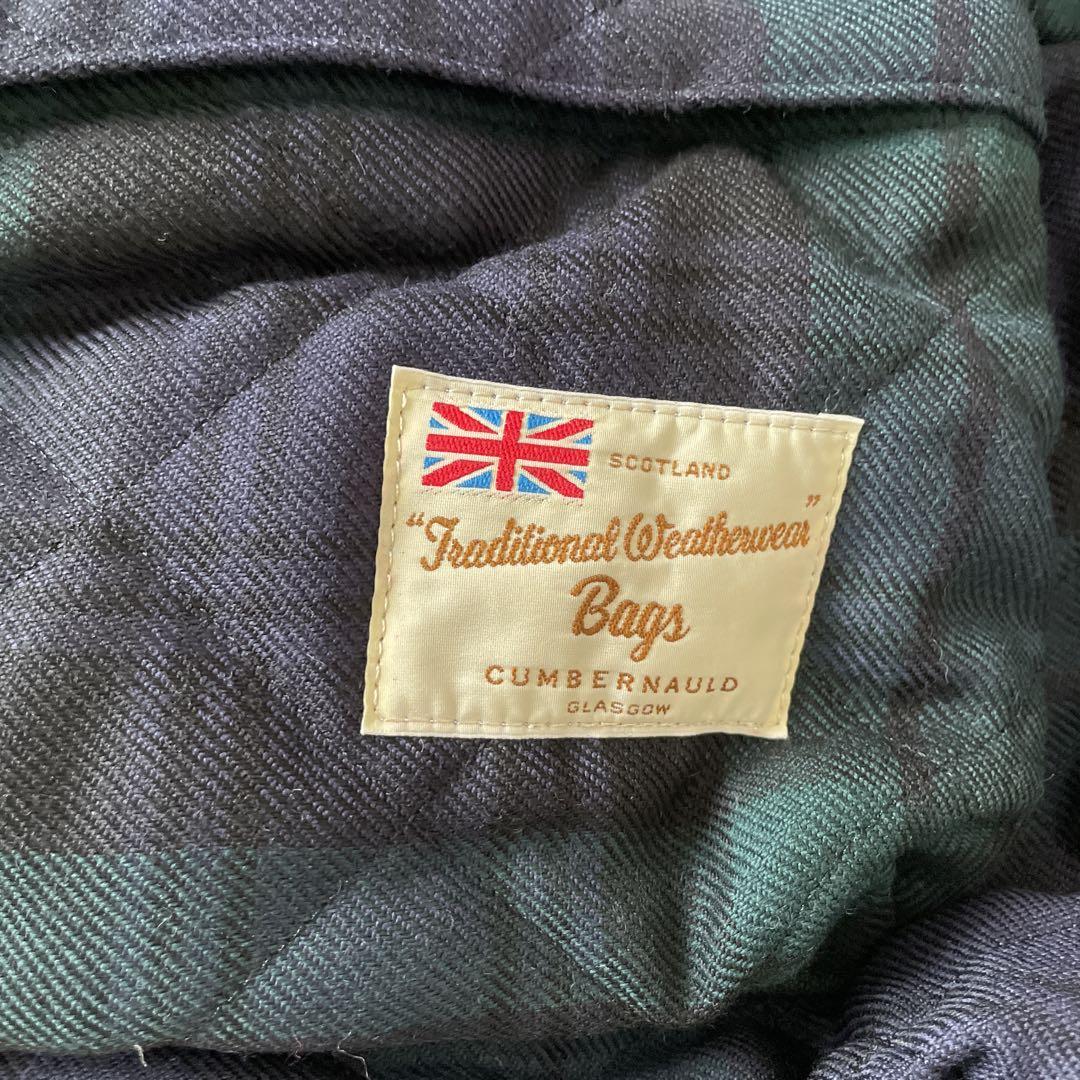 SCOTLAND
"Traditional Weatherwear"
Bags
CUMBERNAULD
GLASGOW